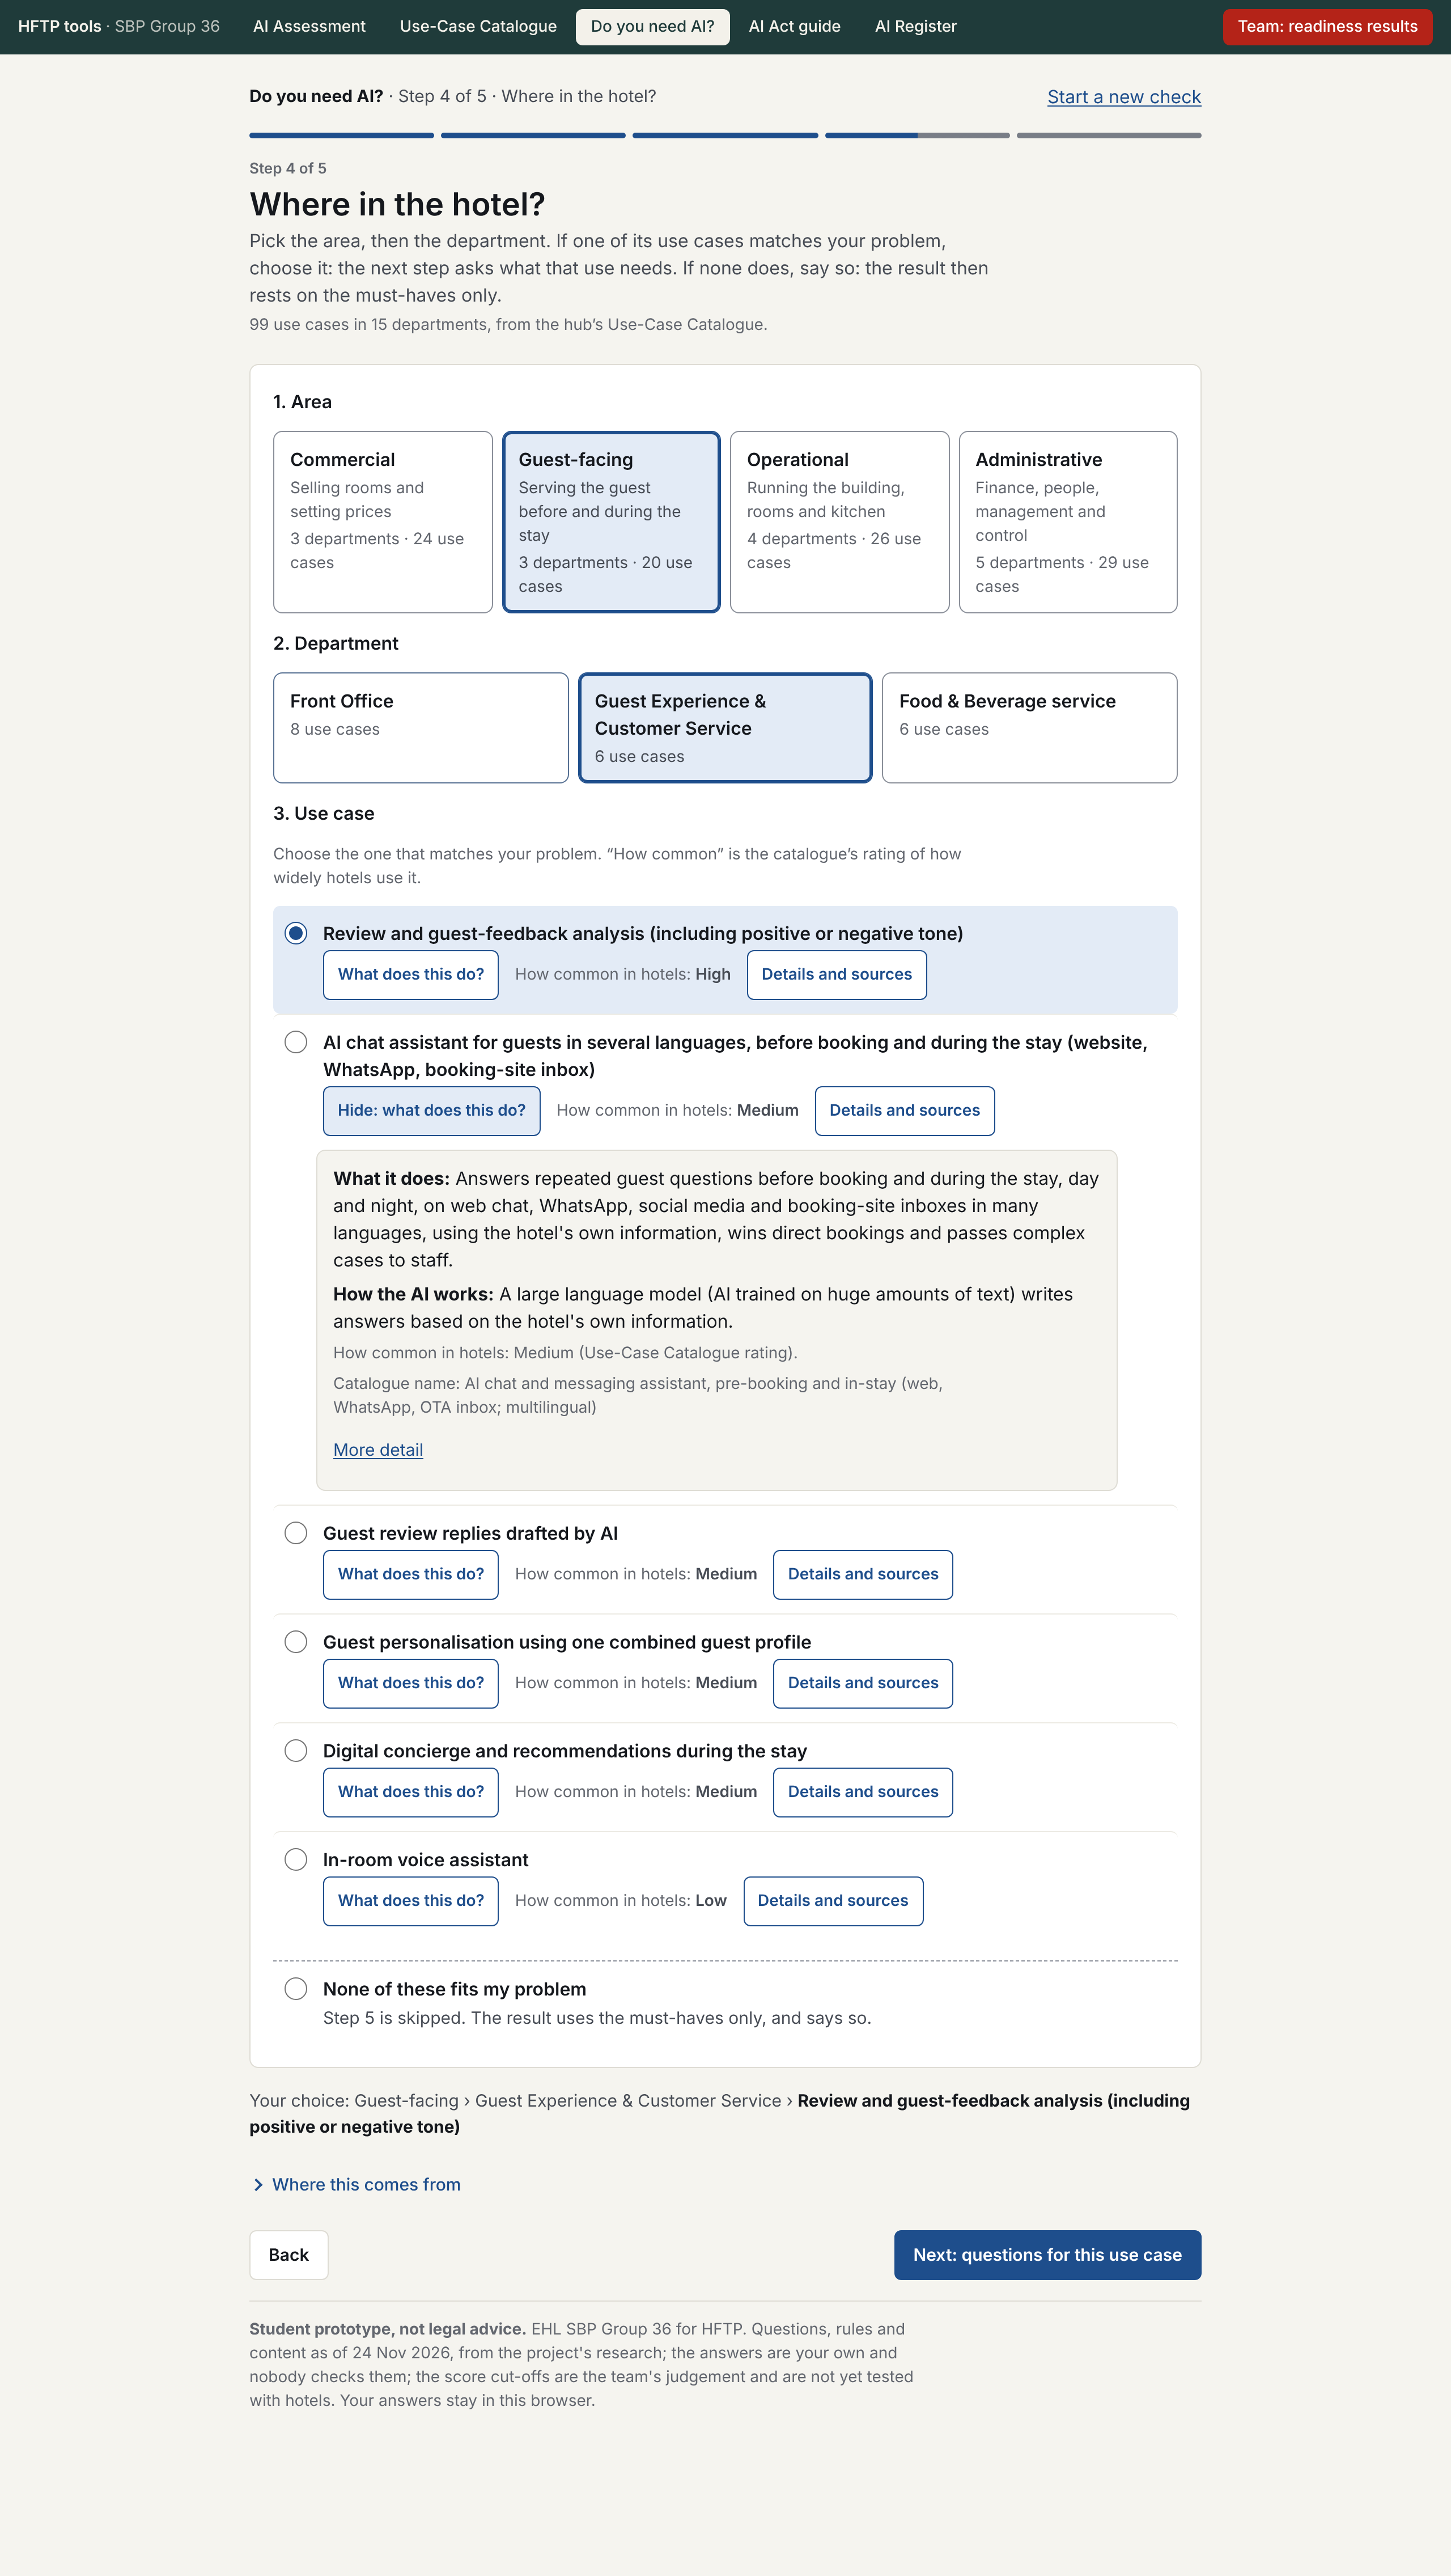 HFTP tools · SBP Group 36
AI Assessment
Use-Case Catalogue
Do you need AI?
AI Act guide
AI Register
Team: readiness results
Do you need AI? · Step 4 of 5 · Where in the hotel?
Start a new check
Step 4 of 5
Where in the hotel?
Pick the area, then the department. If one of its use cases matches your problem,
choose it: the next step asks what that use needs. If none does, say so: the result then
rests on the must-haves only.
99 use cases in 15 departments, from the hub’s Use-Case Catalogue.
1. Area
Commercial
Selling rooms and
setting prices
3 departments · 24 use
cases
Guest-facing
Serving the guest
before and during the
stay
3 departments · 20 use
cases
Operational
Running the building,
rooms and kitchen
4 departments · 26 use
cases
Administrative
Finance, people,
management and
control
5 departments · 29 use
cases
2. Department
Front Office
8 use cases
Guest Experience &
Customer Service
6 use cases
Food & Beverage service
6 use cases
3. Use case
Choose the one that matches your problem. “How common” is the catalogue’s rating of how
widely hotels use it.
Review and guest-feedback analysis (including positive or negative tone)
What does this do?
How common in hotels: High
Details and sources
AI chat assistant for guests in several languages, before booking and during the stay (website,
WhatsApp, booking-site inbox)
Hide: what does this do?
How common in hotels: Medium
Details and sources
What it does: Answers repeated guest questions before booking and during the stay, day
and night, on web chat, WhatsApp, social media and booking-site inboxes in many
languages, using the hotel's own information, wins direct bookings and passes complex
cases to staff.
How the AI works: A large language model (AI trained on huge amounts of text) writes
answers based on the hotel's own information.
How common in hotels: Medium (Use-Case Catalogue rating).
Catalogue name: AI chat and messaging assistant, pre-booking and in-stay (web,
WhatsApp, OTA inbox; multilingual)
More detail
Guest review replies drafted by AI
What does this do?
How common in hotels: Medium
Details and sources
Guest personalisation using one combined guest profile
What does this do?
How common in hotels: Medium
Details and sources
Digital concierge and recommendations during the stay
What does this do?
How common in hotels: Medium
Details and sources
In-room voice assistant
What does this do?
How common in hotels: Low
Details and sources
None of these fits my problem
Step 5 is skipped. The result uses the must-haves only, and says so.
Your choice: Guest-facing › Guest Experience & Customer Service › Review and guest-feedback analysis (including
positive or negative tone)
Where this comes from
Back
Next: questions for this use case
Student prototype, not legal advice. EHL SBP Group 36 for HFTP. Questions, rules and
content as of 24 Nov 2026, from the project's research; the answers are your own and
nobody checks them; the score cut-offs are the team's judgement and are not yet tested
with hotels. Your answers stay in this browser.